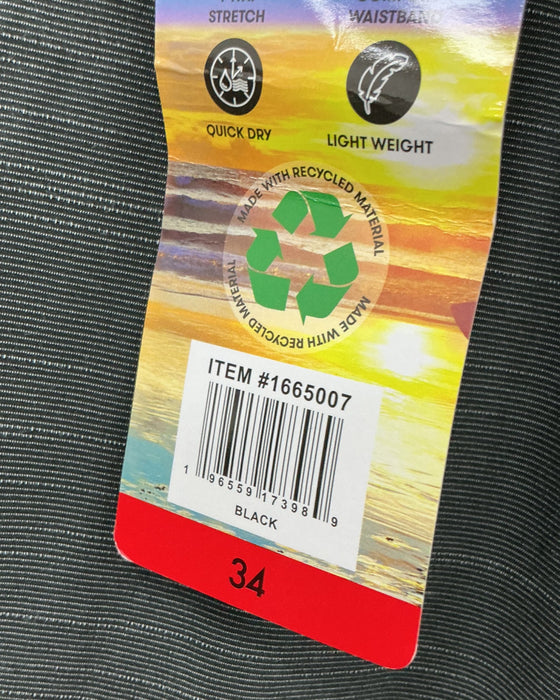 STRETCH
WAISTBAND
QUICK DRY
LIGHT WEIGHT
MADE WITH RECYCLED MATERIAL
MADE WITH RECYCLED MATERIAL
ITEM #1665007
1 96559 17398 9
BLACK
34